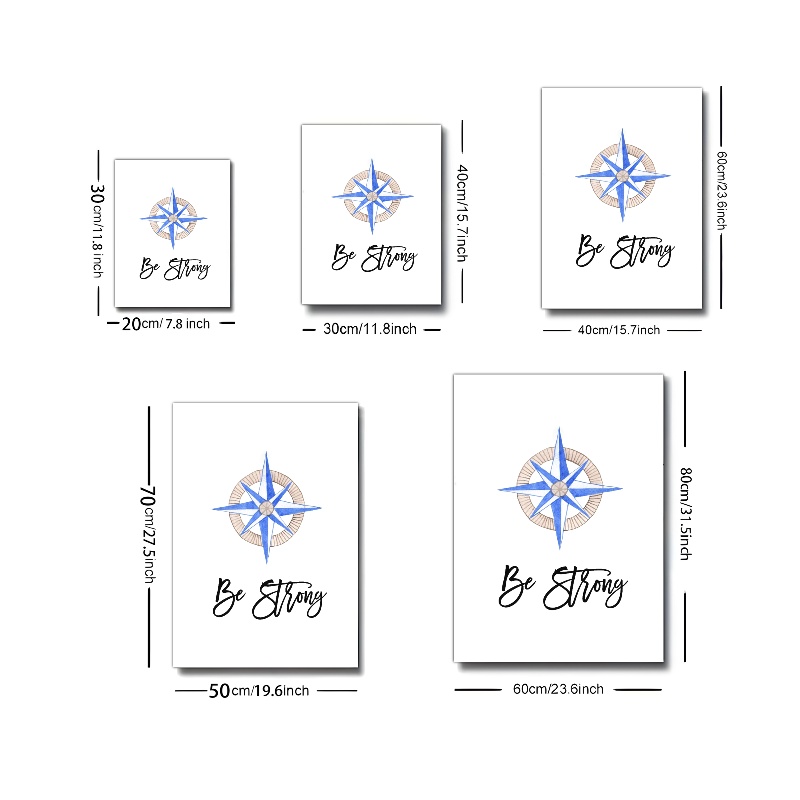 Be Strong
30cm/11.8 inch
20cm/ 7.8 inch
Be Strong
40cm/15.7inch
30cm/11.8inch
Be Strong
60cm/23.6inch
40cm/15.7inch
Be Strong
70cm/27.5inch
50cm/19.6inch
Be Strong
80cm/31.5inch
60cm/23.6inch